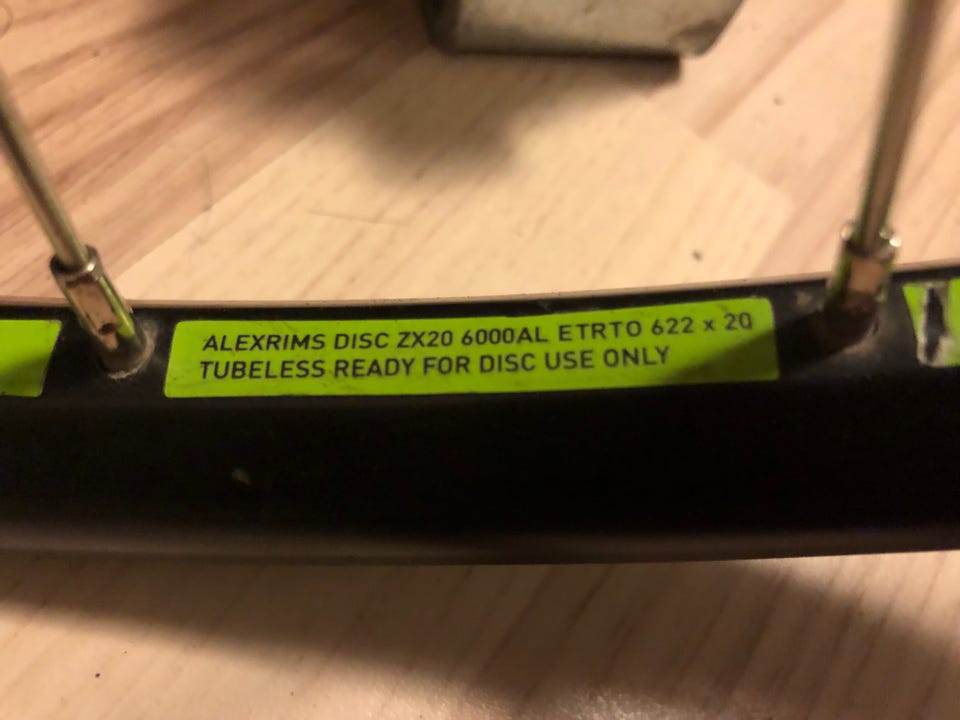 ALEXRIMS DISC ZX20 6000AL ETRTO 622 x 20
TUBELESS READY FOR DISC USE ONLY